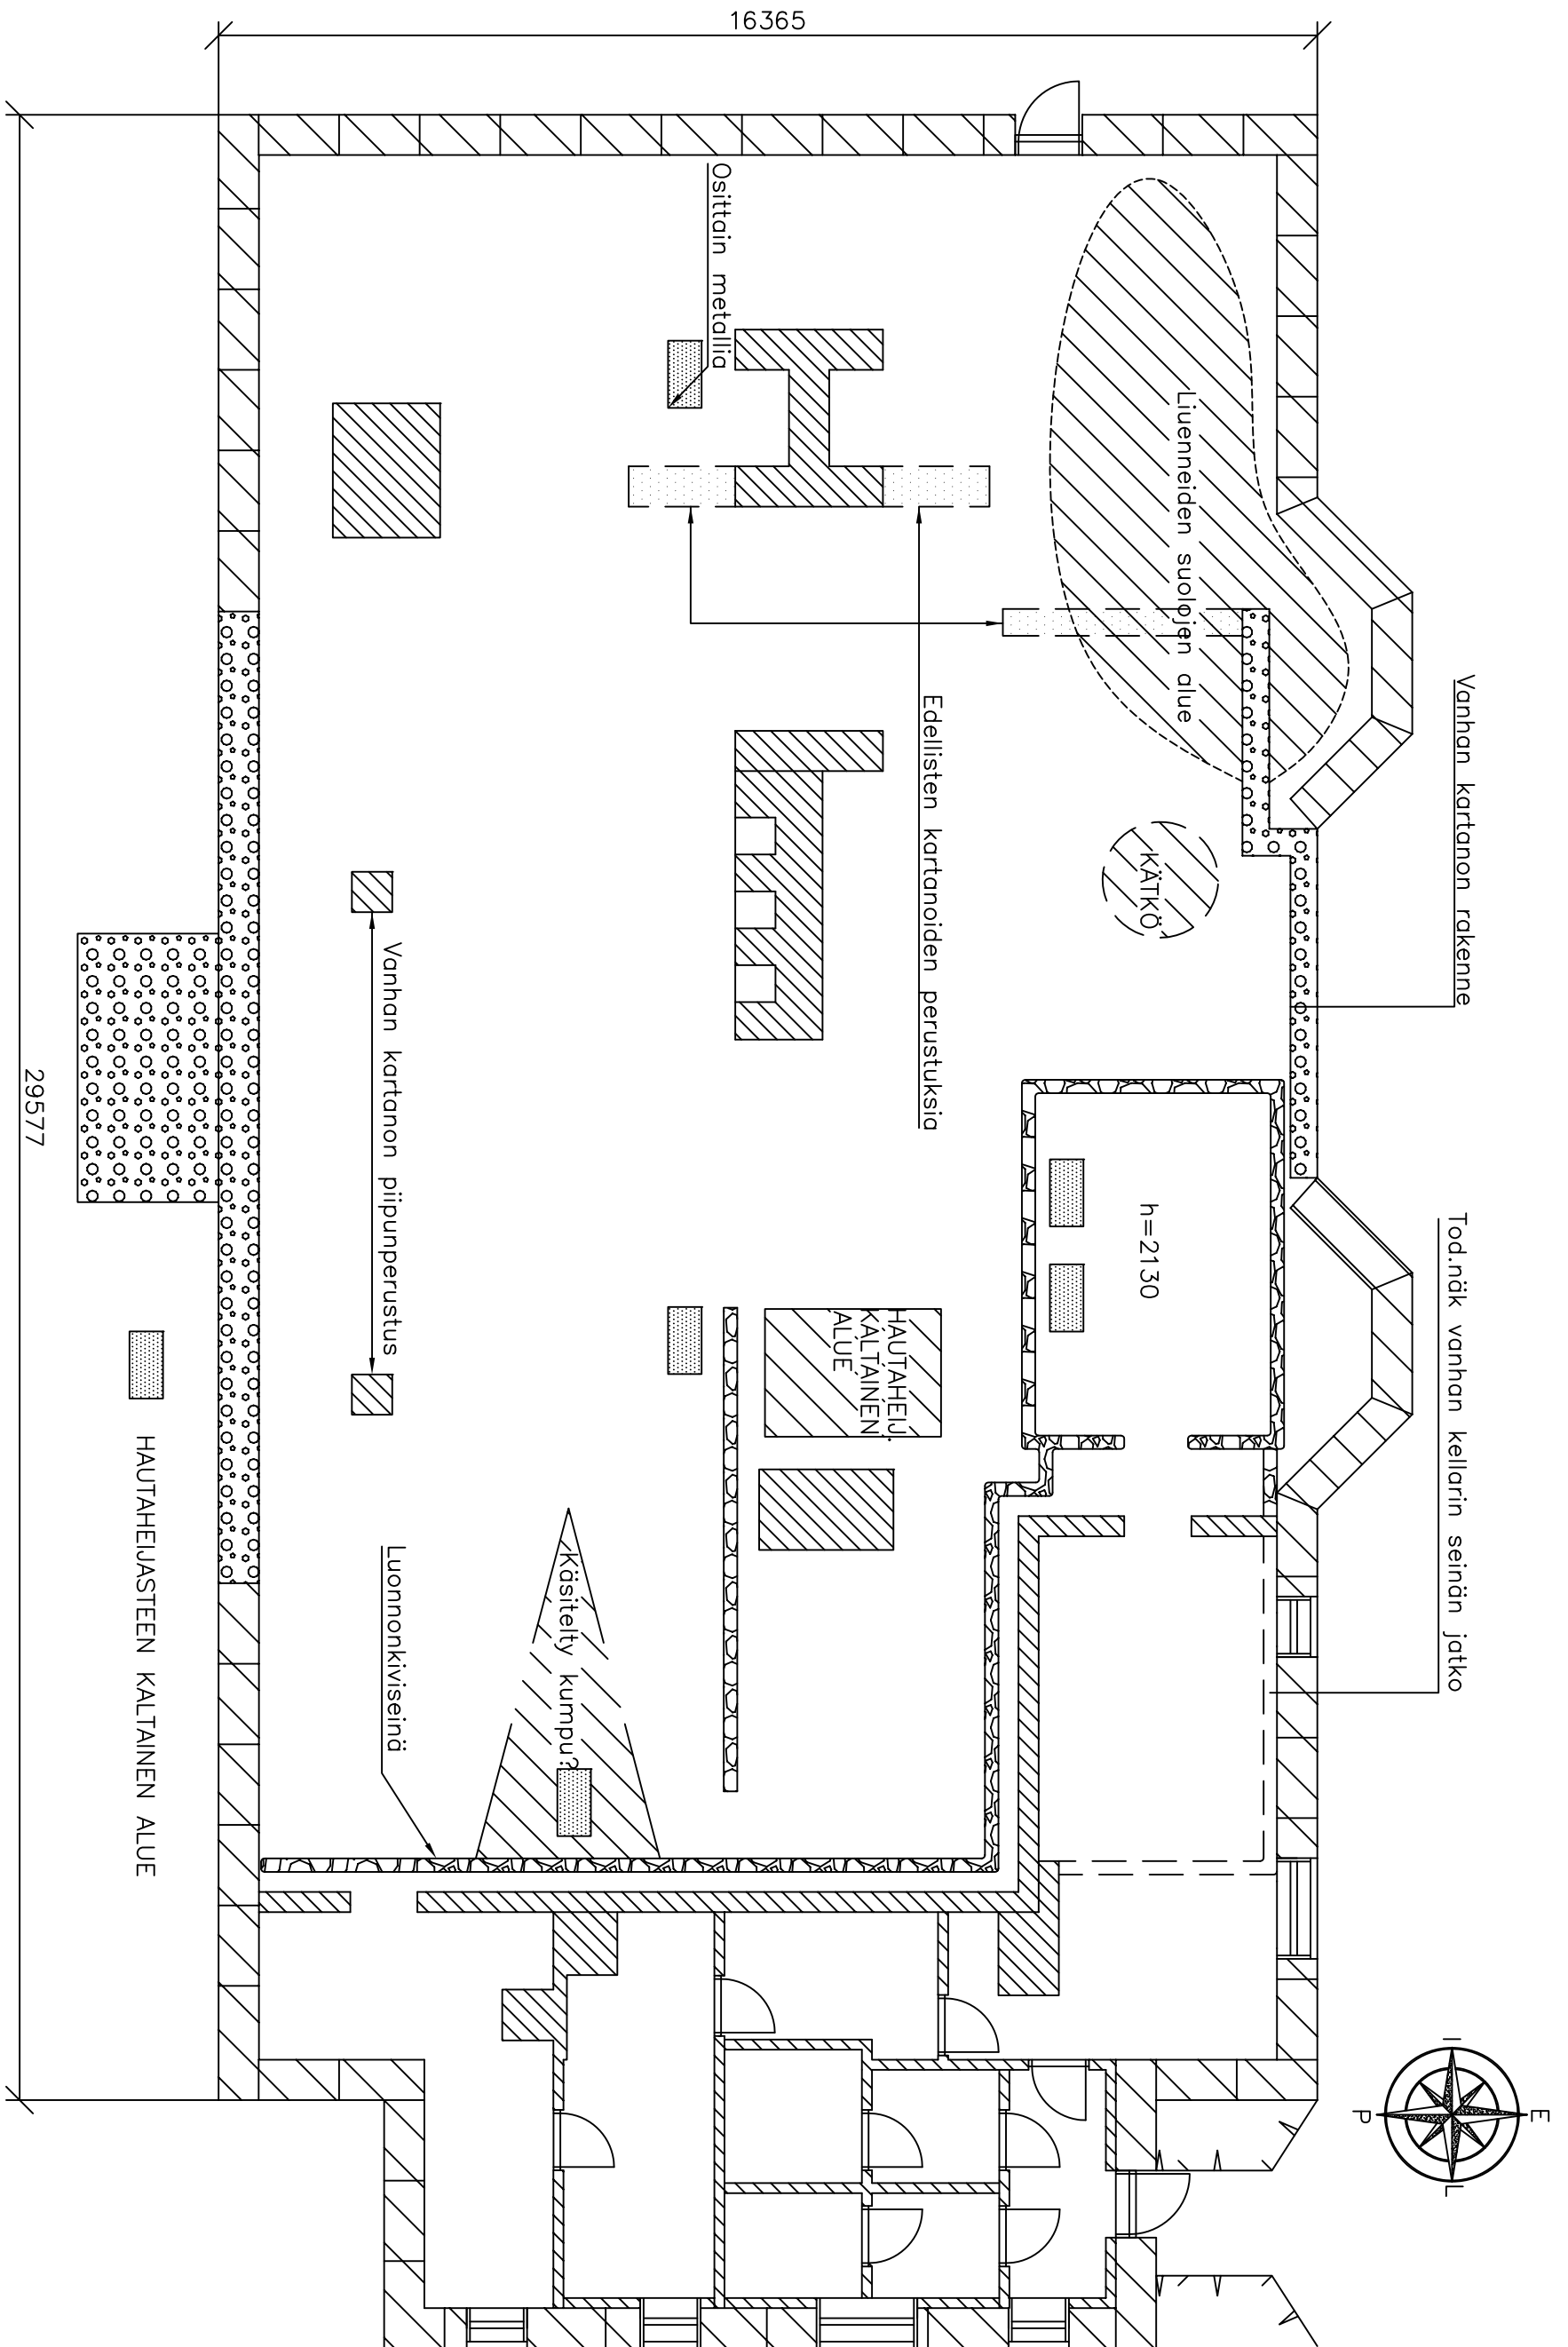 16365
29577
Vanhan kartanon rakenne
Tod.näk vanhan kellarin seinän jatko
Liuenneiden suolojen alue
KÄTKÖ
h=2130
Osittain metallia
Edellisten kartanoiden perustuksia
HAUTAHEIJ.
KALTAINEN
ALUE
Vanhan kartanon piipunperustus
Käsitelty kumpu?
Luonnonkiviseinä
HAUTAHEIJASTEEN KALTAINEN ALUE
I
E
P
L